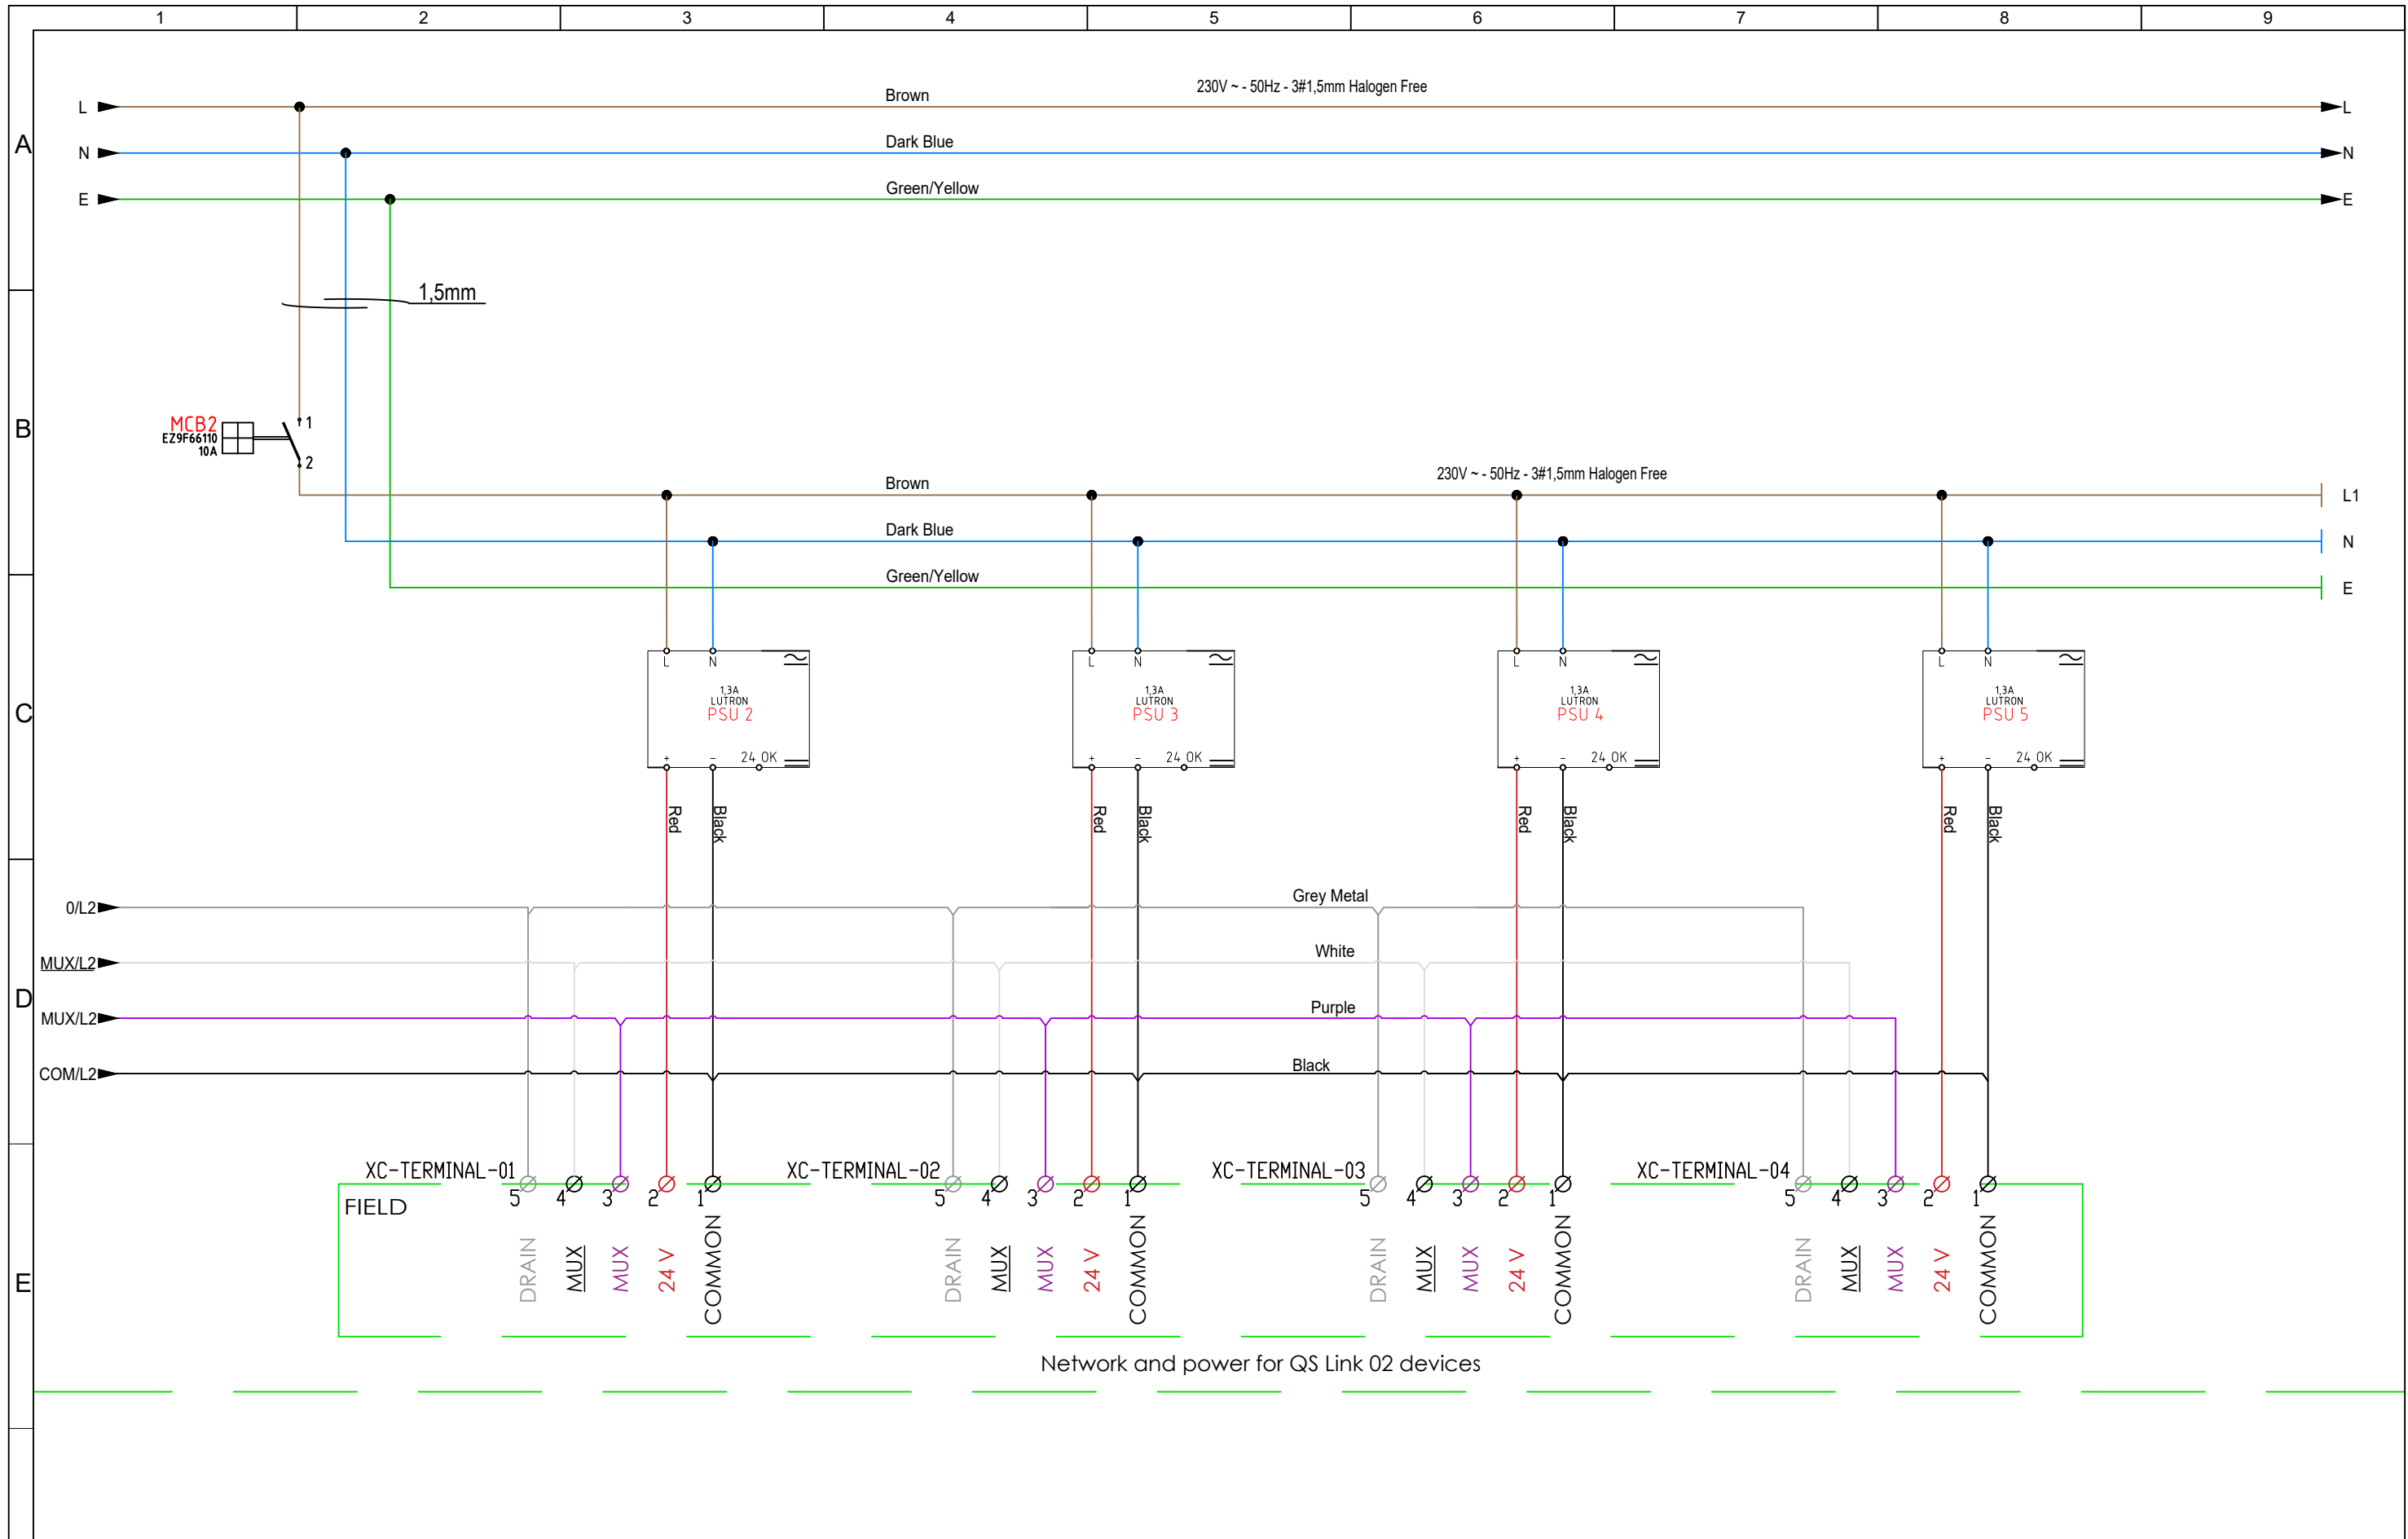 1 2 3 4 5 6 7 8 9
230V ~ - 50Hz - 3#1,5mm Halogen Free
L Brown L
A
N Dark Blue N
E Green/Yellow E
1,5mm
B
MCB2 1
EZ9F66110
10A 2
230V ~ - 50Hz - 3#1,5mm Halogen Free
Brown L1
Dark Blue N
Green/Yellow E
L N L N L N L N
C
1,3A 1,3A 1,3A 1,3A
LUTRON LUTRON LUTRON LUTRON
PSU 2 PSU 3 PSU 4 PSU 5
+ - 24 OK + - 24 OK + - 24 OK + - 24 OK
Red Black Red Black Red Black Red Black
0/L2 Grey Metal
MUX/L2 White
D
MUX/L2 Purple
COM/L2 Black
XC-TERMINAL-01 XC-TERMINAL-02 XC-TERMINAL-03 XC-TERMINAL-04
5 4 3 2 1 5 4 3 2 1 5 4 3 2 1 5 4 3 2 1
FIELD
E
DRAIN MUX MUX 24 V COMMON DRAIN MUX MUX 24 V COMMON DRAIN MUX MUX 24 V COMMON DRAIN MUX MUX 24 V COMMON
Network and power for QS Link 02 devices